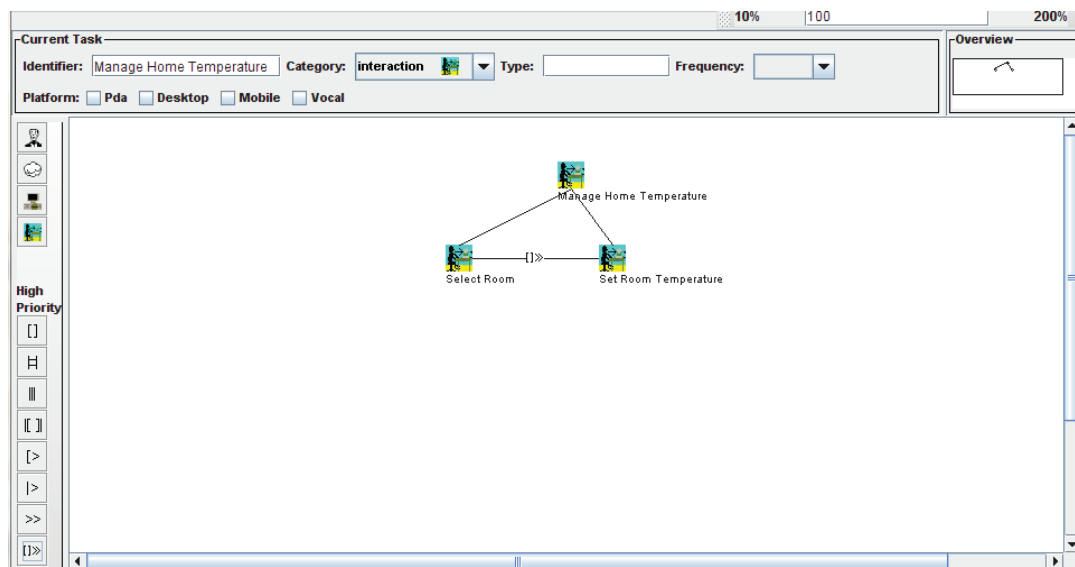 10% 100 200%
Current Task
Overview
Identifier: Manage Home Temperature Category: interaction Type: Frequency:
Platform: Pda Desktop Mobile Vocal
Manage Home Temperature
[]»
Select Room
Set Room Temperature
High
Priority
[]
|=|
|||
|[]|
[>
|>
>>
[]»